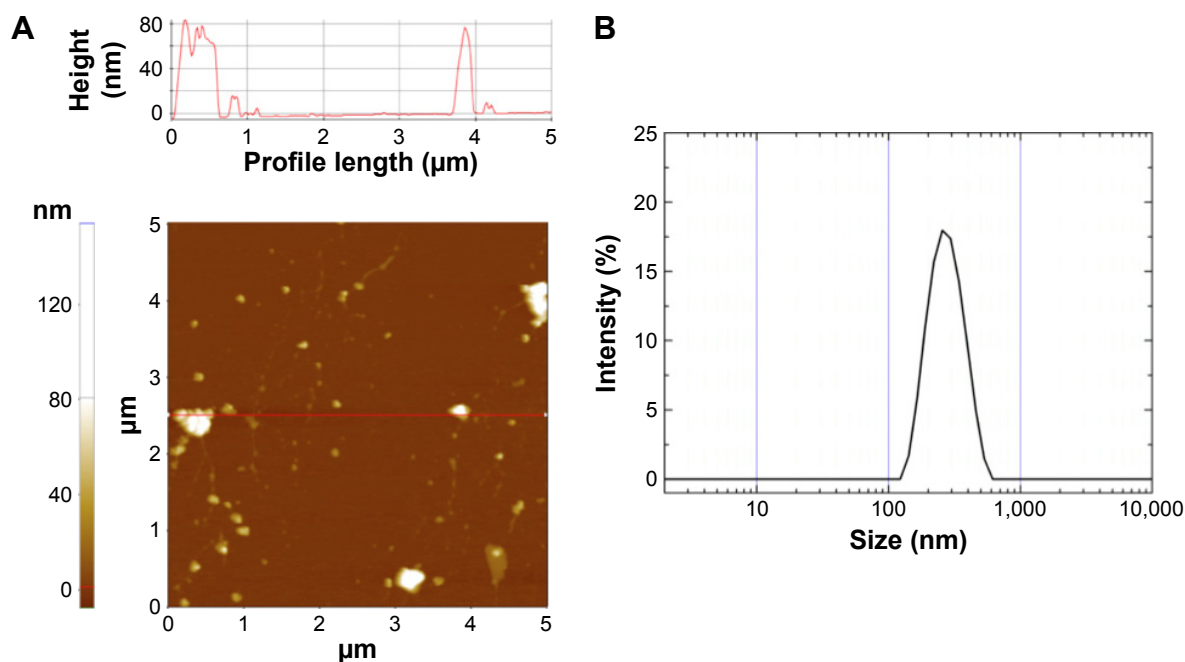 A
Height
(nm)
80
40
0
0 1 2 3 4 5
Profile length (µm)
nm
120
80
40
0
µm
5
4
3
2
1
0
0 1 2 3 4 5
µm
B
Intensity (%)
25
20
15
10
5
0
10 100 1,000 10,000
Size (nm)